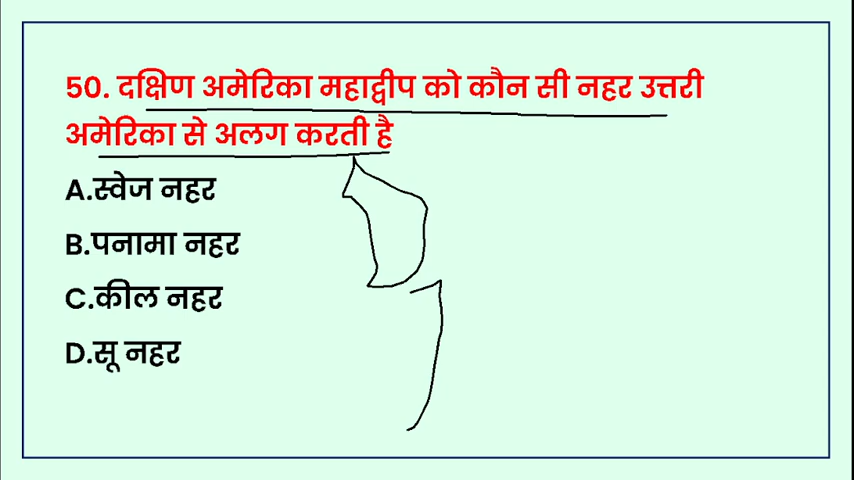 50. दक्षिण अमेरिका महाद्वीप को कौन सी नहर उत्तरी
अमेरिका से अलग करती है
A.स्वेज नहर
B.पनामा नहर
C.कील नहर
D.सू नहर